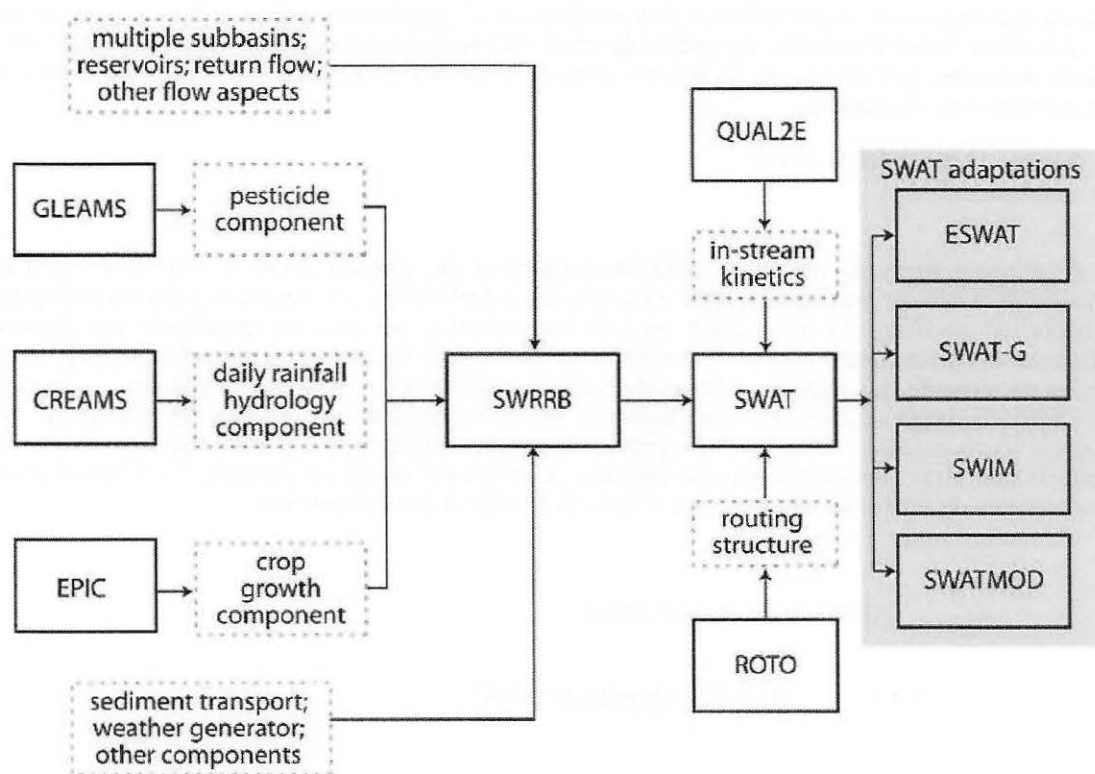 multiple subbasins;
reservoirs; return flow;
other flow aspects
QUAL2E
SWAT adaptations
GLEAMS
pesticide
component
ESWAT
in-stream
kinetics
CREAMS
daily rainfall
hydrology
component
SWRRB
SWAT
SWAT-G
SWIM
routing
structure
EPIC
crop
growth
component
SWATMOD
ROTO
sediment transport;
weather generator;
other components